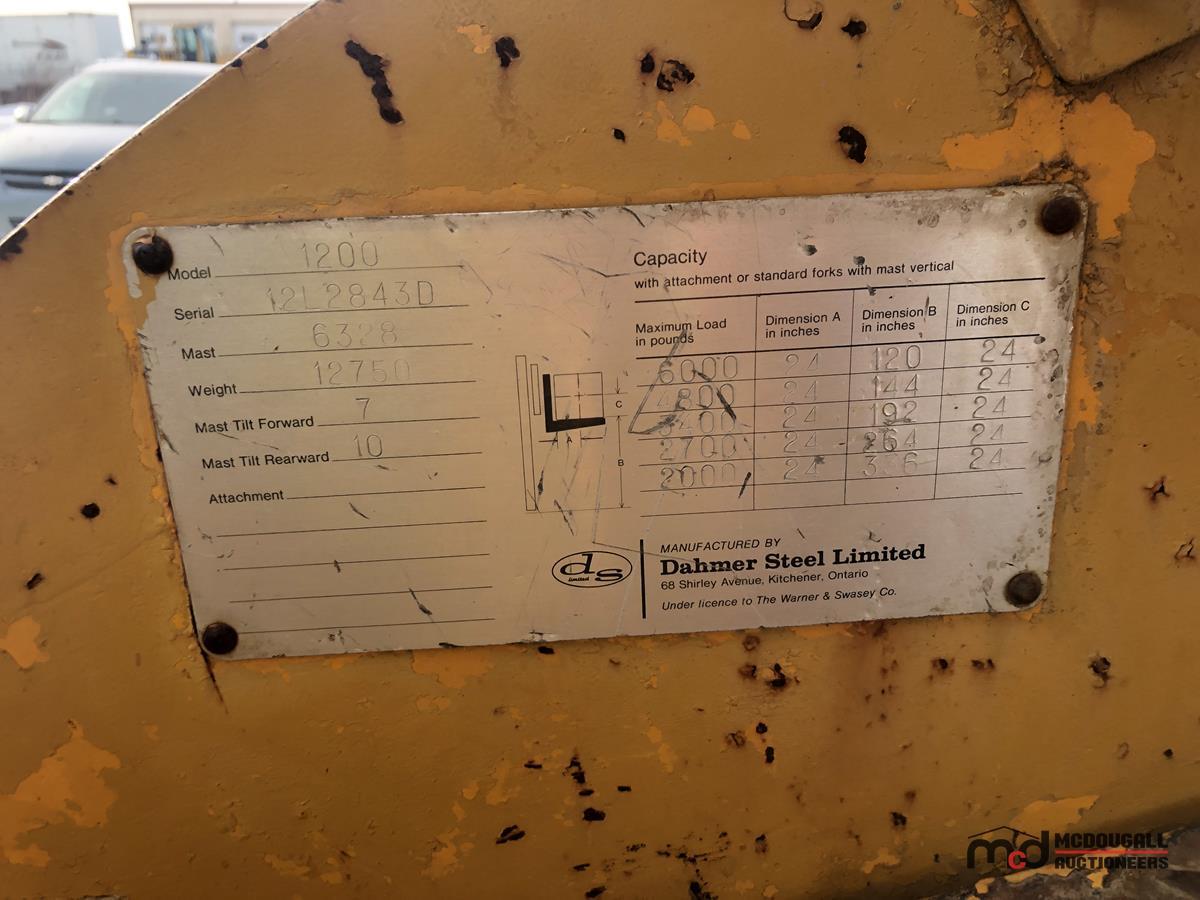 Model 1200
Serial 12L2843D
Mast 6328
Weight 12750
Mast Tilt Forward 7
Mast Tilt Rearward 10
Attachment
C
A
B
Capacity
with attachment or standard forks with mast vertical
Maximum Load in pounds Dimension A in inches Dimension B in inches Dimension C in inches
6000 24 120 24
4800 24 144 24
3400 24 192 24
2700 24 264 24
2000 24 24
ds
limited
MANUFACTURED BY
Dahmer Steel Limited
68 Shirley Avenue, Kitchener, Ontario
Under licence to The Warner & Swasey Co.
mcd MCDOUGALL
AUCTIONEERS